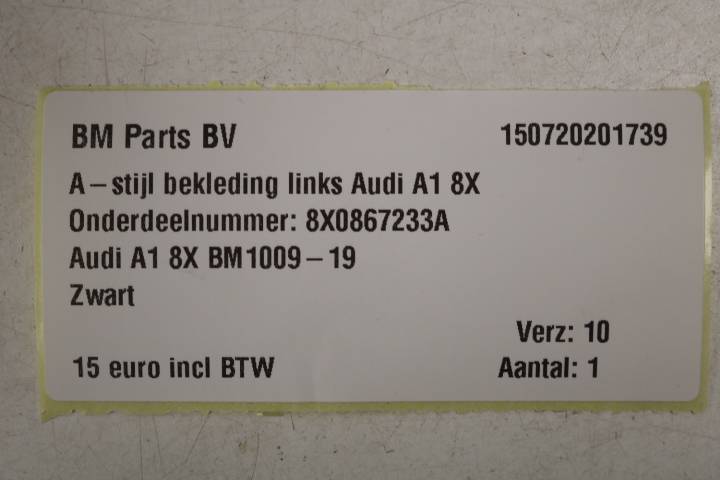 BM Parts BV 150720201739
A-stijl bekleding links Audi A1 8X
Onderdeelnummer: 8X0867233A
Audi A1 8X BM1009-19
Zwart
Verz: 10
15 euro incl BTW Aantal: 1